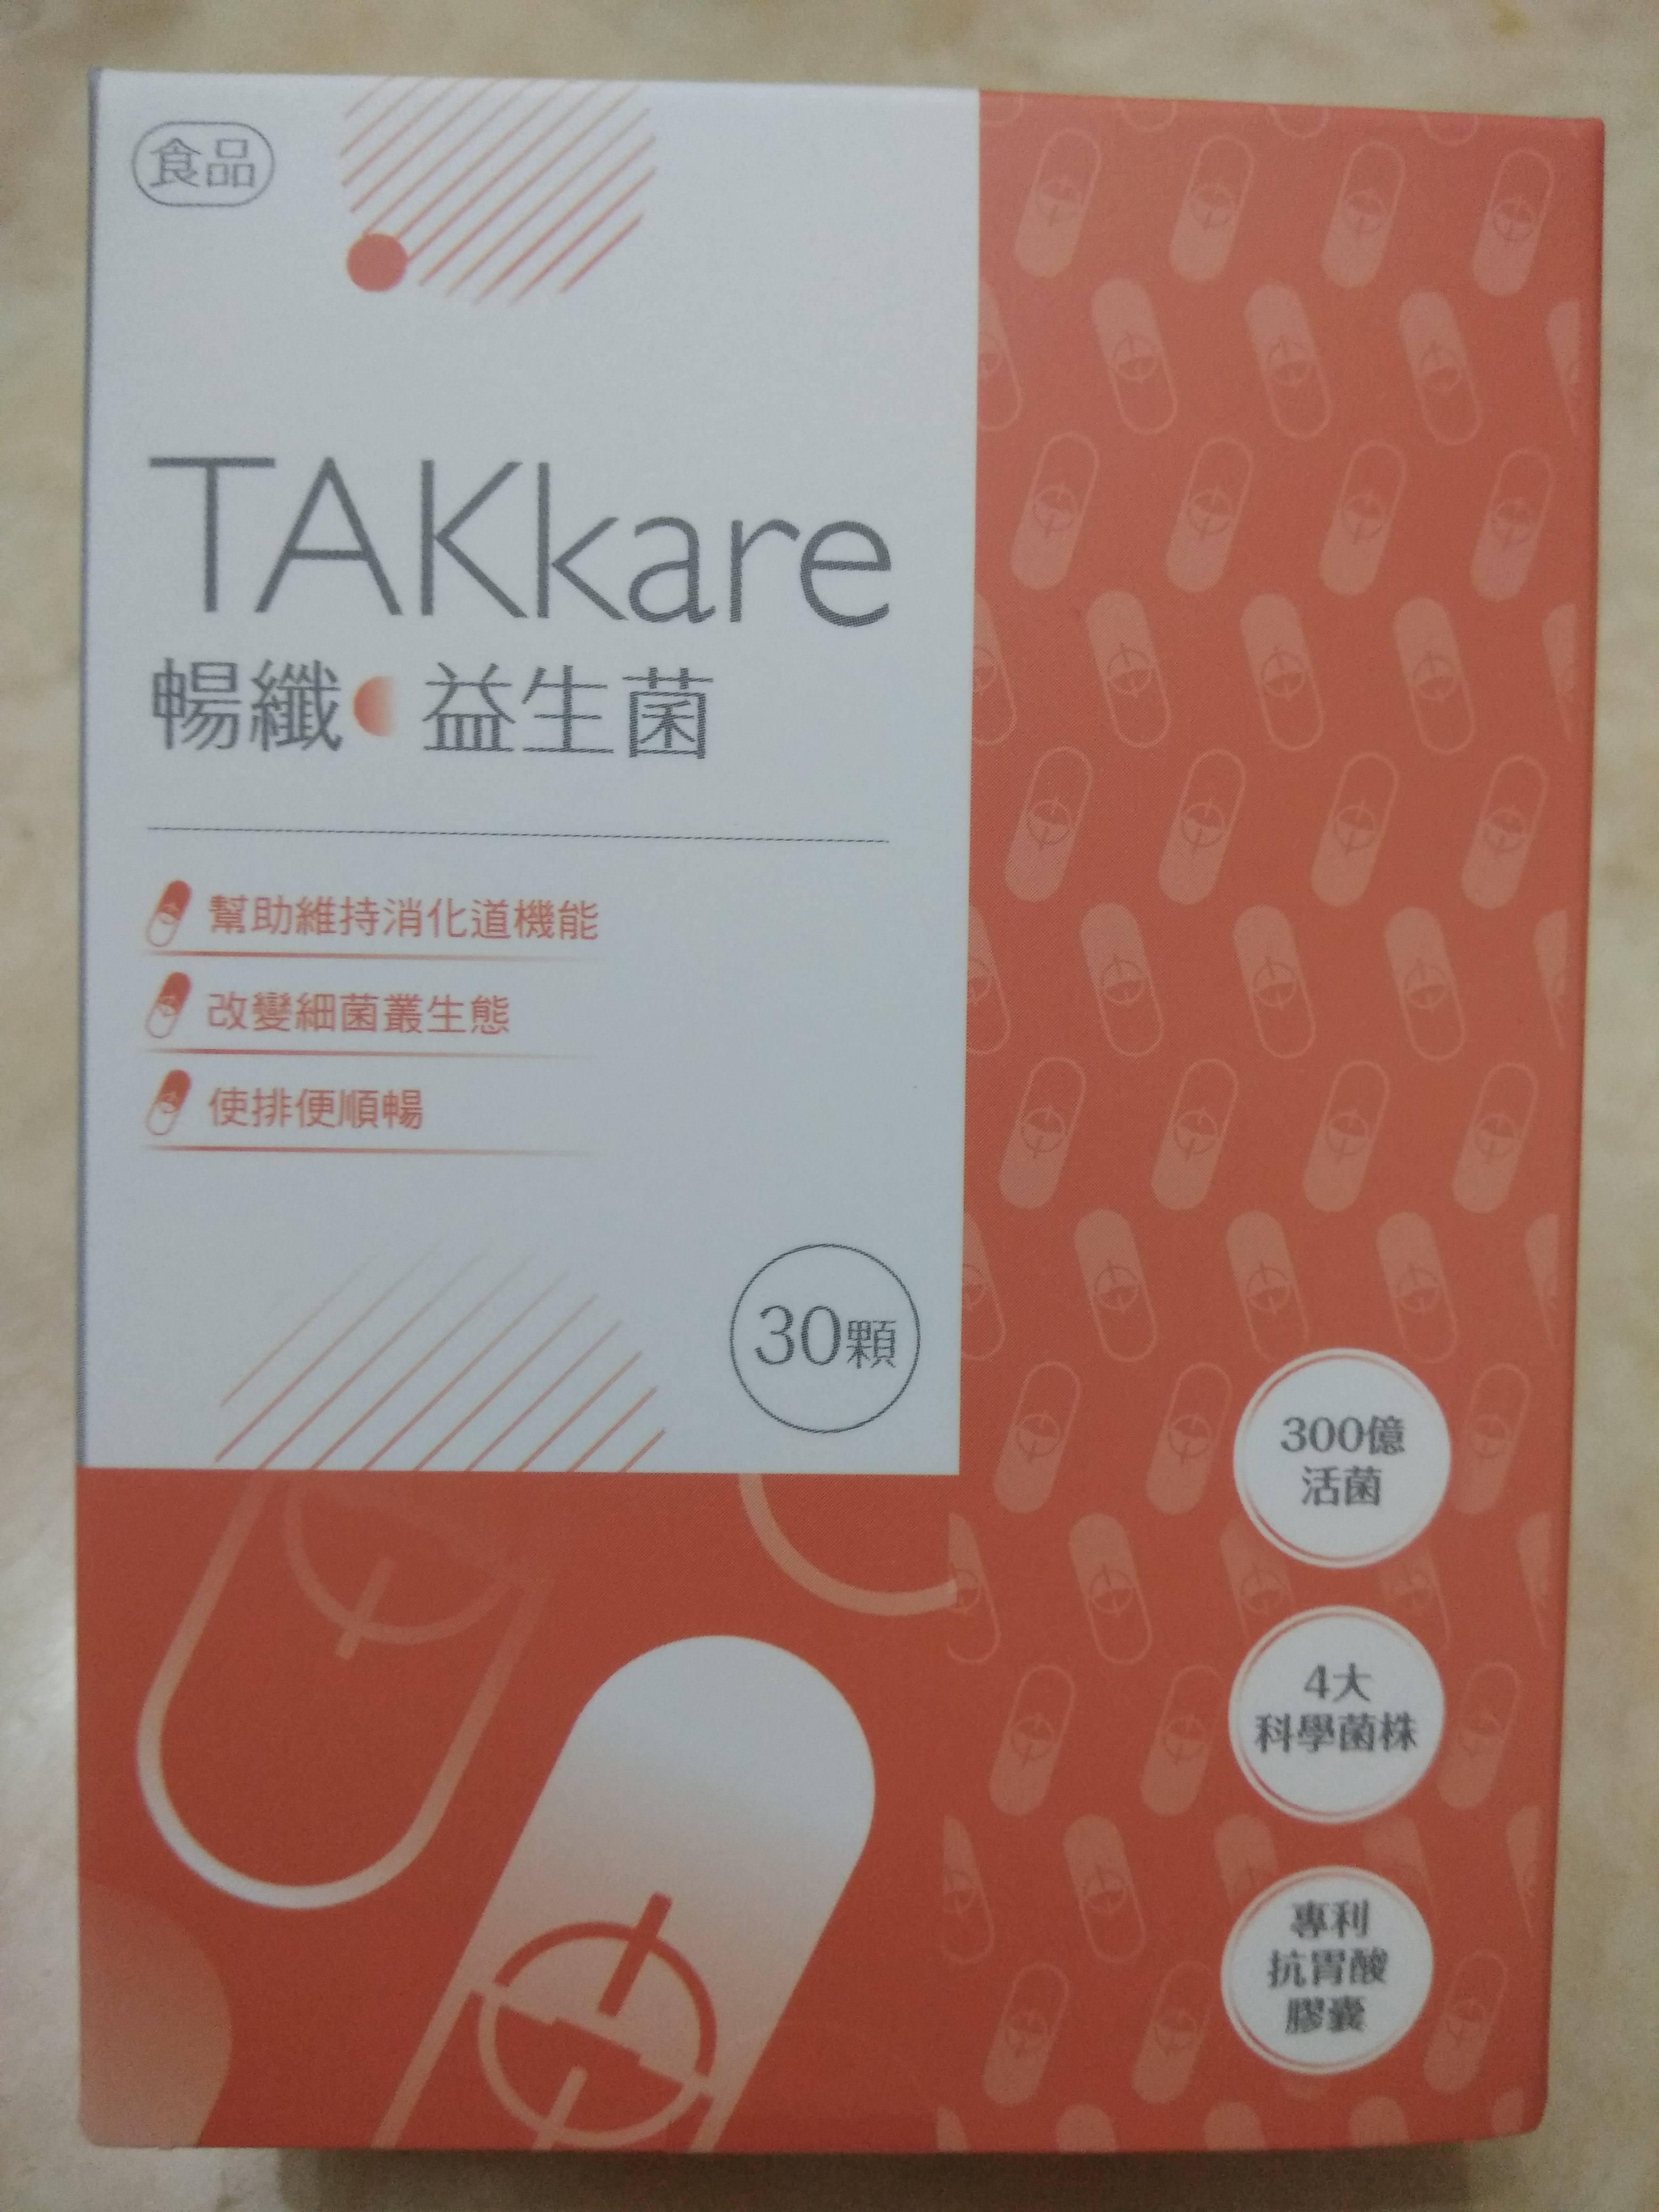 食品
TAKkare
暢纖 益生菌
幫助維持消化道機能
改變細菌叢生態
使排便順暢
30顆
300億
活菌
4大
科學菌株
專利
抗胃酸
膠囊